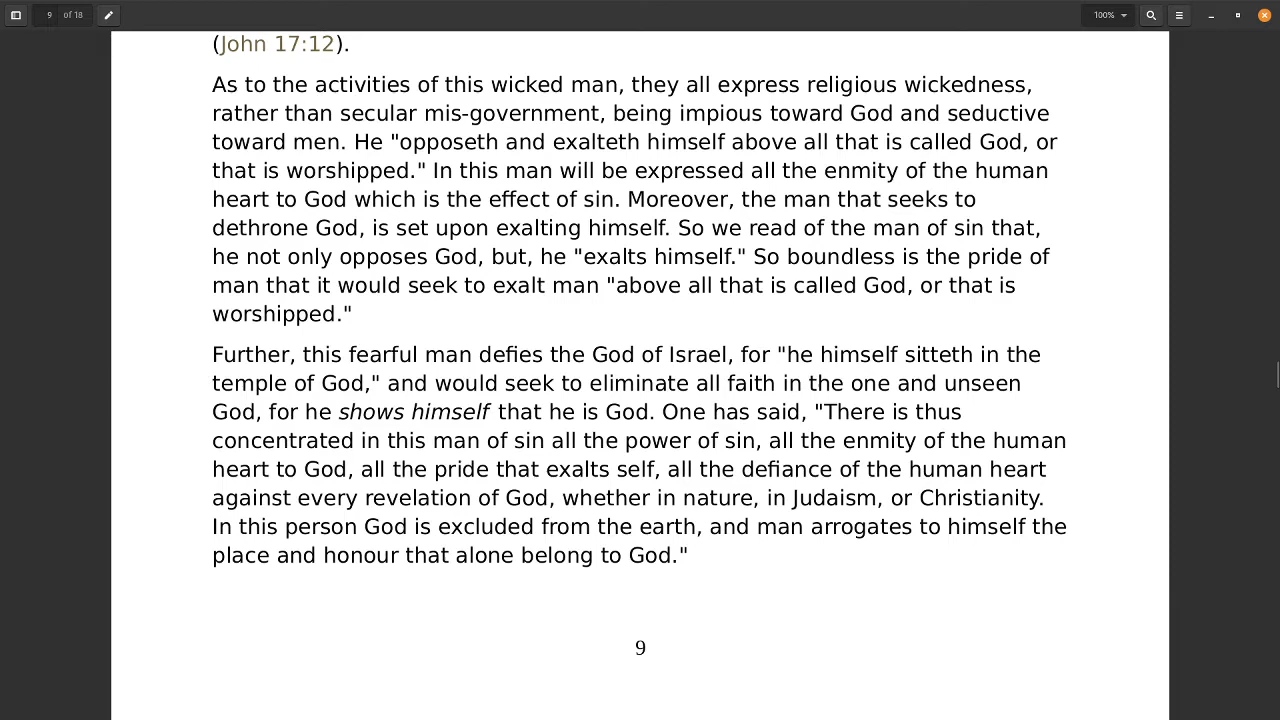 9 of 18
100%
(John 17:12).
As to the activities of this wicked man, they all express religious wickedness,
rather than secular mis-government, being impious toward God and seductive
toward men. He "opposeth and exalteth himself above all that is called God, or
that is worshipped." In this man will be expressed all the enmity of the human
heart to God which is the effect of sin. Moreover, the man that seeks to
dethrone God, is set upon exalting himself. So we read of the man of sin that,
he not only opposes God, but, he "exalts himself." So boundless is the pride of
man that it would seek to exalt man "above all that is called God, or that is
worshipped."
Further, this fearful man defies the God of Israel, for "he himself sitteth in the
temple of God," and would seek to eliminate all faith in the one and unseen
God, for he shows himself that he is God. One has said, "There is thus
concentrated in this man of sin all the power of sin, all the enmity of the human
heart to God, all the pride that exalts self, all the defiance of the human heart
against every revelation of God, whether in nature, in Judaism, or Christianity.
In this person God is excluded from the earth, and man arrogates to himself the
place and honour that alone belong to God."
9